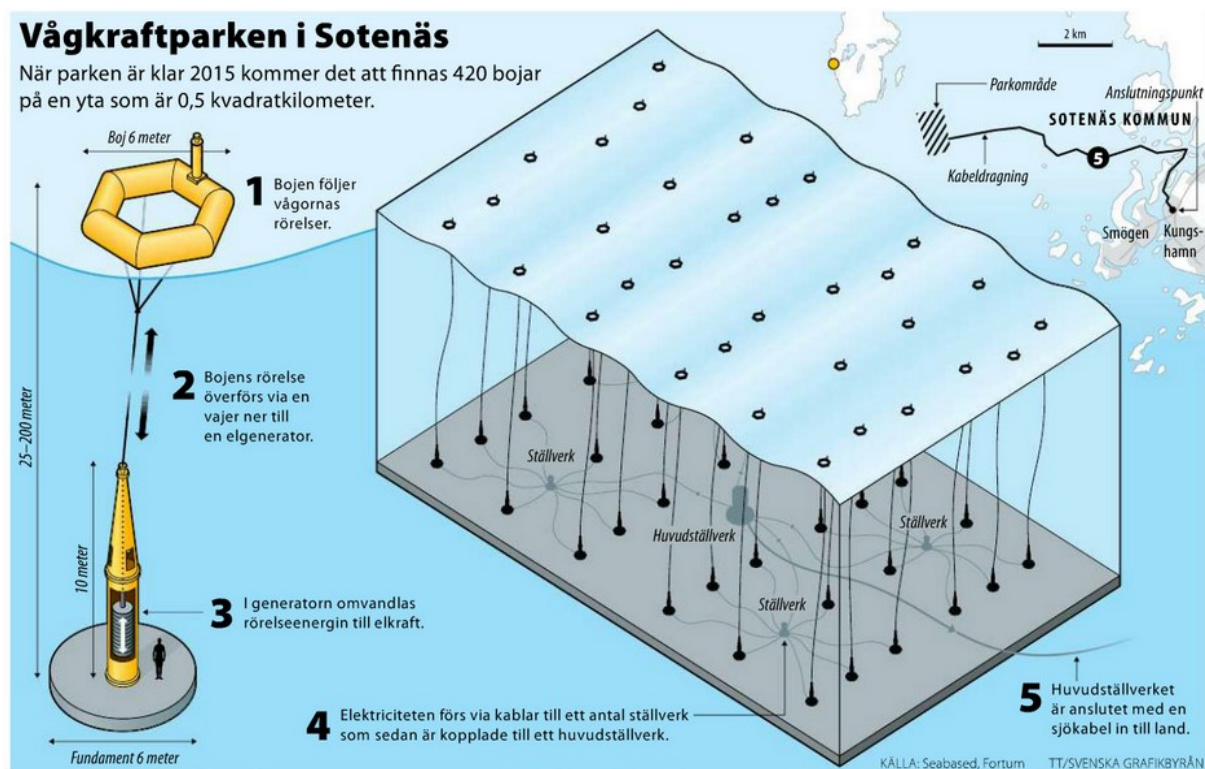 Vågkraftparken i Sotenäs
När parken är klar 2015 kommer det att finnas 420 bojar
på en yta som är 0,5 kvadratkilometer.
Boj 6 meter
1 Bojen följer
vågornas
rörelser.
25–200 meter
2 Bojens rörelse
överförs via en
vajer ner till
en elgenerator.
10 meter
3 I generatorn omvandlas
rörelseenergin till elkraft.
Fundament 6 meter
Ställverk
Huvudställverk
Ställverk
Ställverk
4 Elektriciteten förs via kablar till ett antal ställverk
som sedan är kopplade till ett huvudställverk.
5 Huvudställverket
är anslutet med en
sjökabel in till land.
2 km
Parkområde
Anslutningspunkt
SOTENÄS KOMMUN
5
Kabeldragning
Smögen
Kungs-
hamn
KÄLLA: Seabased, Fortum TT/SVENSKA GRAFIKBYRÅN